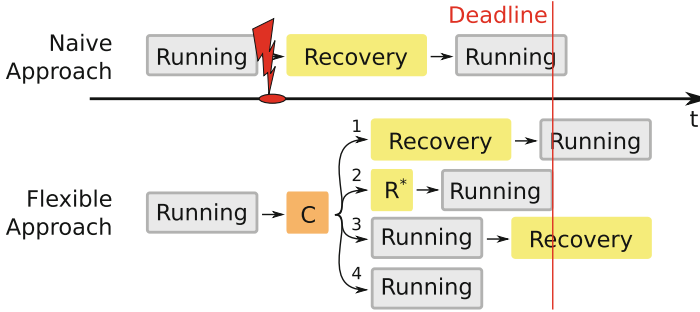 Deadline
Naive
Approach
Running
Recovery
Running
t
Flexible
Approach
Running
C
1
Recovery
Running
2
R*
Running
3
Running
Recovery
4
Running